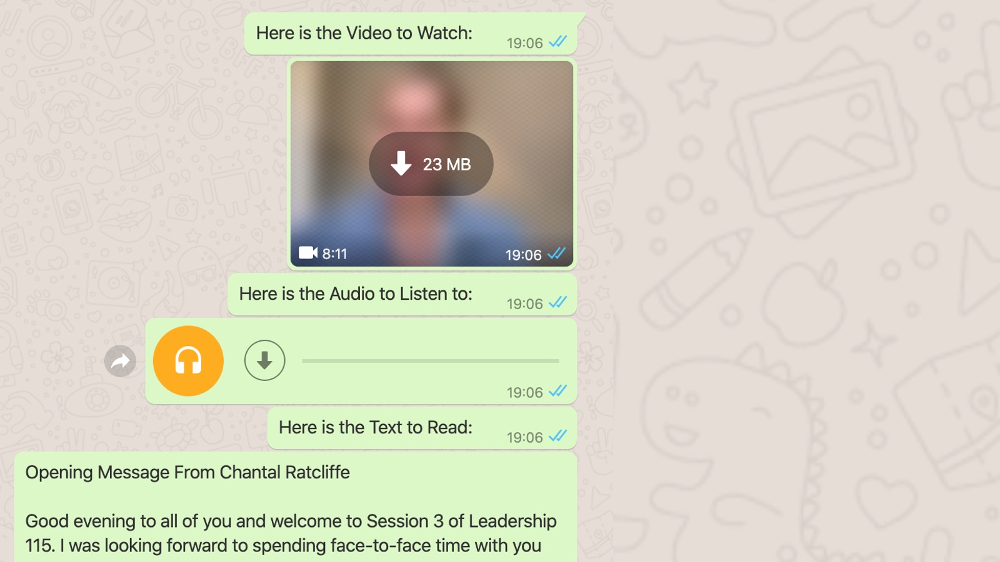 Here is the Video to Watch:
19:06
23 MB
8:11
19:06
Here is the Audio to Listen to:
19:06
19:06
Here is the Text to Read:
19:06
Opening Message From Chantal Ratcliffe
Good evening to all of you and welcome to Session 3 of Leadership
115. I was looking forward to spending face-to-face time with you